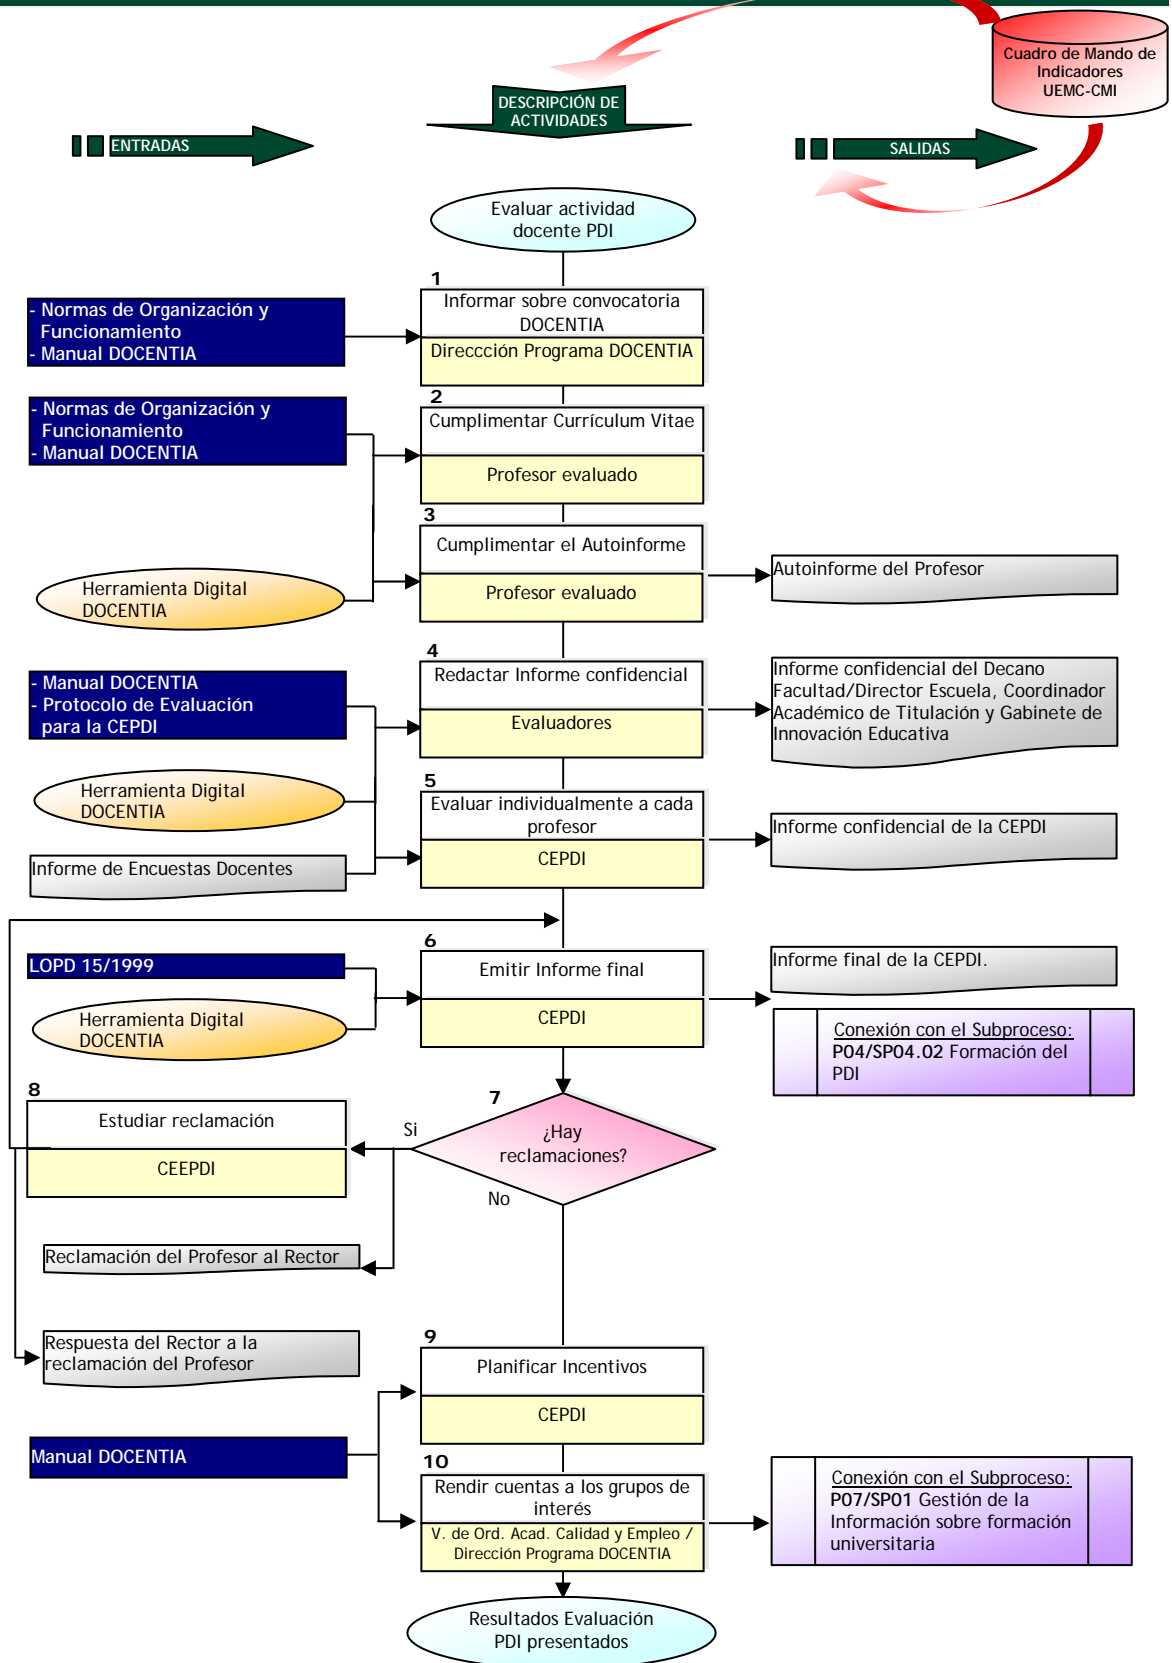 Cuadro de Mando de
Indicadores
UEMC-CMI
DESCRIPCIÓN DE
ACTIVIDADES
ENTRADAS
SALIDAS
Evaluar actividad
docente PDI
1
Informar sobre convocatoria
DOCENTIA
Direccción Programa DOCENTIA
- Normas de Organización y
Funcionamiento
- Manual DOCENTIA
2
Cumplimentar Currículum Vitae
Profesor evaluado
- Normas de Organización y
Funcionamiento
- Manual DOCENTIA
3
Cumplimentar el Autoinforme
Profesor evaluado
Herramienta Digital
DOCENTIA
Autoinforme del Profesor
4
Redactar Informe confidencial
Evaluadores
- Manual DOCENTIA
- Protocolo de Evaluación
para la CEPDI
Informe confidencial del Decano
Facultad/Director Escuela, Coordinador
Académico de Titulación y Gabinete de
Innovación Educativa
Herramienta Digital
DOCENTIA
5
Evaluar individualmente a cada
profesor
CEPDI
Informe de Encuestas Docentes
Informe confidencial de la CEPDI
6
Emitir Informe final
CEPDI
LOPD 15/1999
Herramienta Digital
DOCENTIA
Informe final de la CEPDI.
Conexión con el Subproceso:
P04/SP04.02 Formación del
PDI
7
¿Hay
reclamaciones?
Si
No
8
Estudiar reclamación
CEEPDI
Reclamación del Profesor al Rector
Respuesta del Rector a la
reclamación del Profesor
9
Planificar Incentivos
CEPDI
Manual DOCENTIA
10
Rendir cuentas a los grupos de
interés
V. de Ord. Acad. Calidad y Empleo /
Dirección Programa DOCENTIA
Conexión con el Subproceso:
P07/SP01 Gestión de la
Información sobre formación
universitaria
Resultados Evaluación
PDI presentados